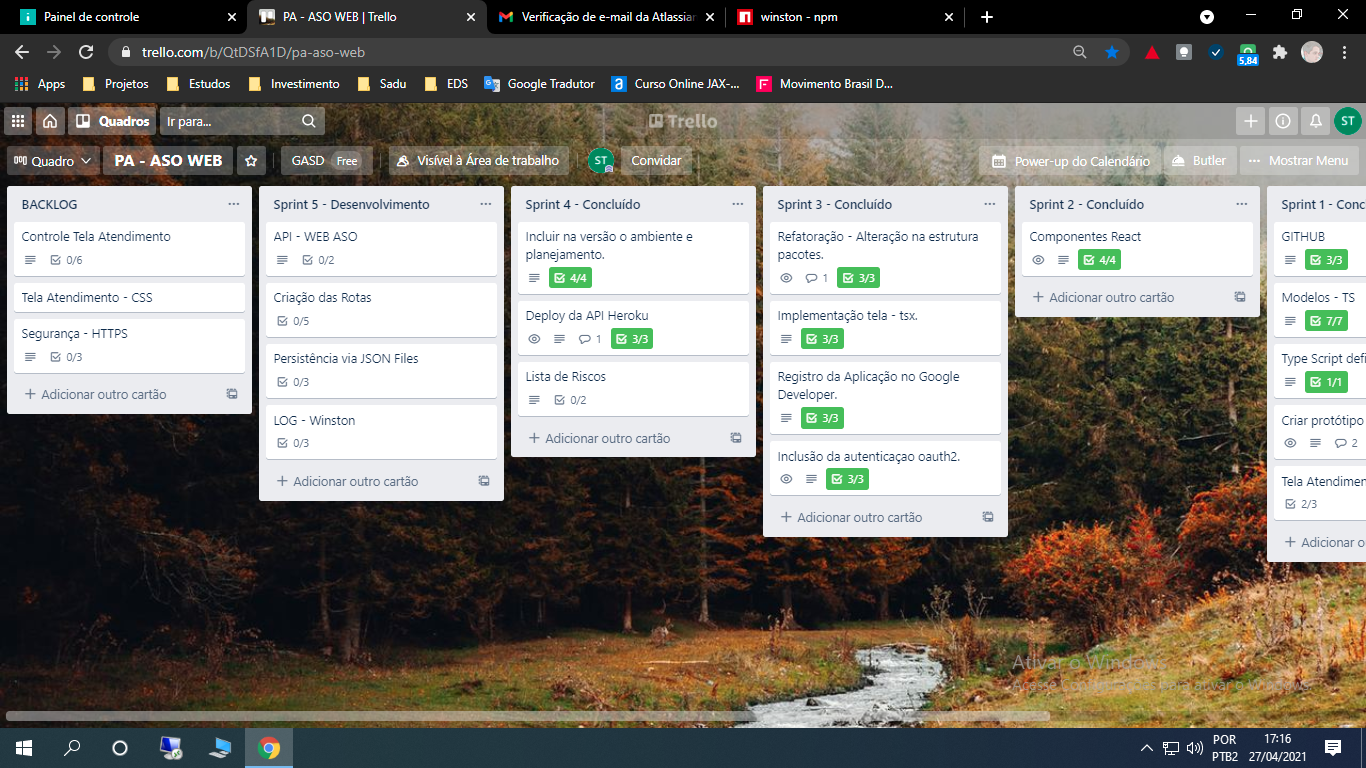 Painel de controle
PA - ASO WEB | Trello
Verificação de e-mail da Atlassian
winston - npm
trello.com/b/QtDSfA1D/pa-aso-web
5,84
Apps
Projetos
Estudos
Investimento
Sadu
EDS
Google Tradutor
Curso Online JAX-...
Movimento Brasil D...
Quadros
Ir para...
Trello
ST
Quadro
PA - ASO WEB
GASD Free
Visível à Área de trabalho
ST
Convidar
Power-up do Calendário
Butler
Mostrar Menu
BACKLOG
Controle Tela Atendimento
0/6
Tela Atendimento - CSS
Segurança - HTTPS
0/3
Adicionar outro cartão
Sprint 5 - Desenvolvimento
API - WEB ASO
0/2
Criação das Rotas
0/5
Persistência via JSON Files
0/3
LOG - Winston
0/3
Adicionar outro cartão
Sprint 4 - Concluído
Incluir na versão o ambiente e
planejamento.
4/4
Deploy da API Heroku
1 3/3
Lista de Riscos
0/2
Adicionar outro cartão
Sprint 3 - Concluído
Refatoração - Alteração na estrutura
pacotes.
1 3/3
Implementação tela - tsx.
3/3
Registro da Aplicação no Google
Developer.
3/3
Inclusão da autenticaçao oauth2.
3/3
Adicionar outro cartão
Sprint 2 - Concluído
Componentes React
4/4
Adicionar outro cartão
Sprint 1 - Conc
GITHUB
3/3
Modelos - TS
7/7
Type Script defi
1/1
Criar protótipo
2
Tela Atendimen
2/3
Adicionar o
Ativar o Windows
POR
PTB2
17:16
27/04/2021